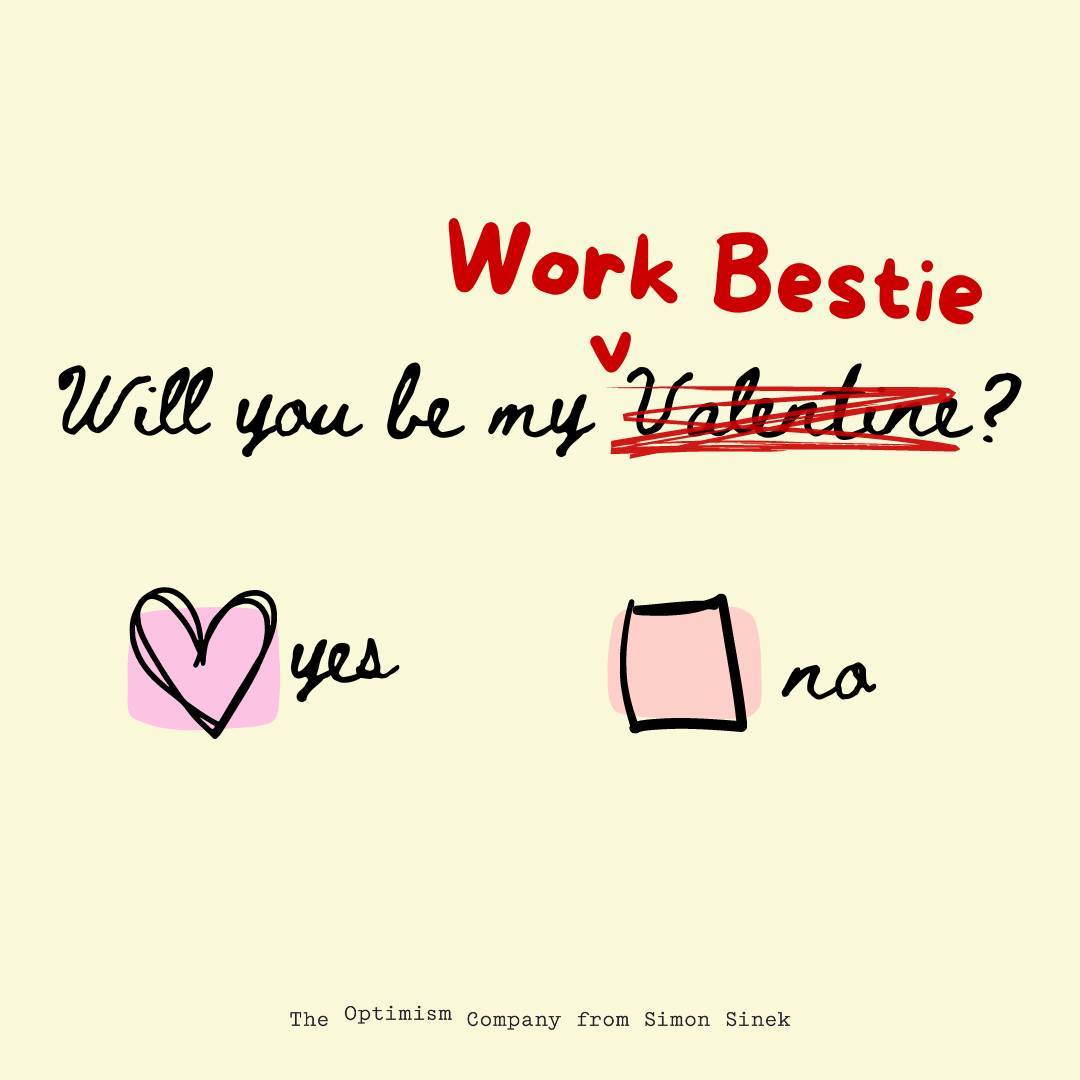 Work Bestie
v
Will you be my Valentine?
yes
no
The Optimism Company from Simon Sinek